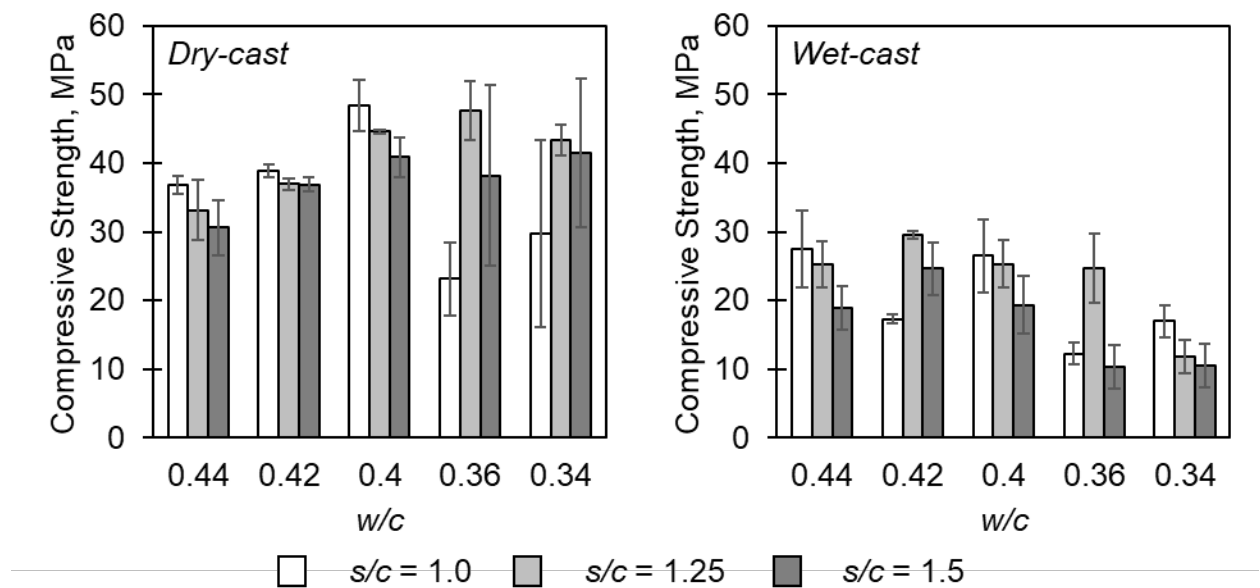 Compressive Strength, MPa
60
50
40
30
20
10
0
Dry-cast
0.44 0.42 0.4 0.36 0.34
w/c
Compressive Strength, MPa
60
50
40
30
20
10
0
Wet-cast
0.44 0.42 0.4 0.36 0.34
w/c
s/c = 1.0 s/c = 1.25 s/c = 1.5